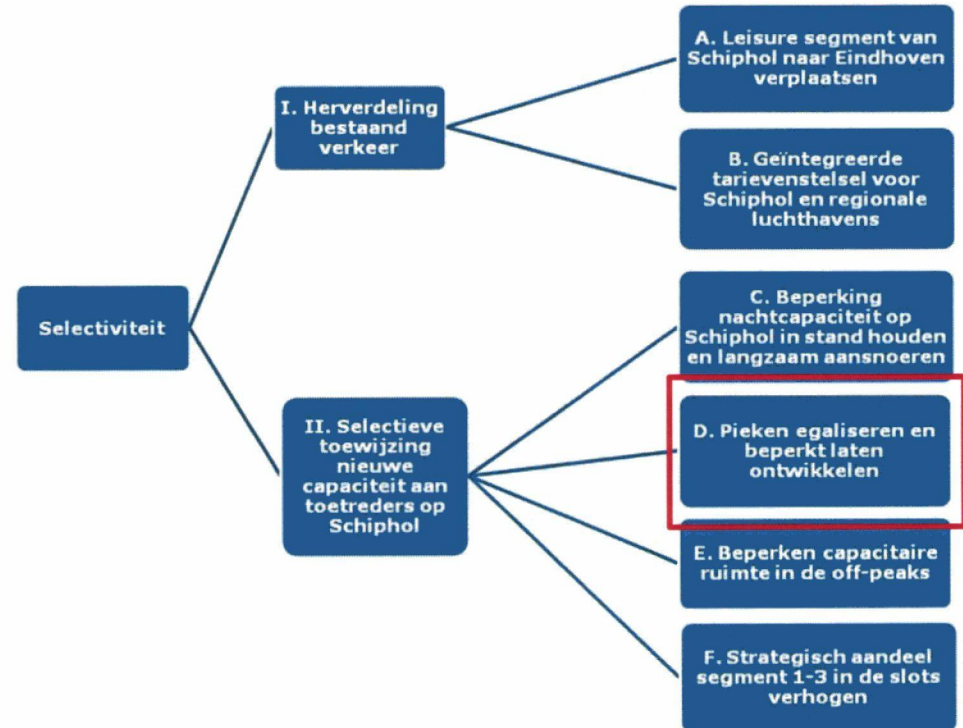 A. Leisure segment van
Schiphol naar Eindhoven
verplaatsen
I. Herverdeling
bestaand
verkeer
B. Geïntegreerde
tarievenstelsel voor
Schiphol en regionale
luchthavens
Selectiviteit
C. Beperking
nachtcapaciteit op
Schiphol in stand houden
en langzaam aansnoeren
II. Selectieve
toewijzing
nieuwe
capaciteit aan
toetreders op
Schiphol
D. Pieken egaliseren en
beperkt laten
ontwikkelen
E. Beperken capacitaire
ruimte in de off-peaks
F. Strategisch aandeel
segment 1-3 in de slots
verhogen